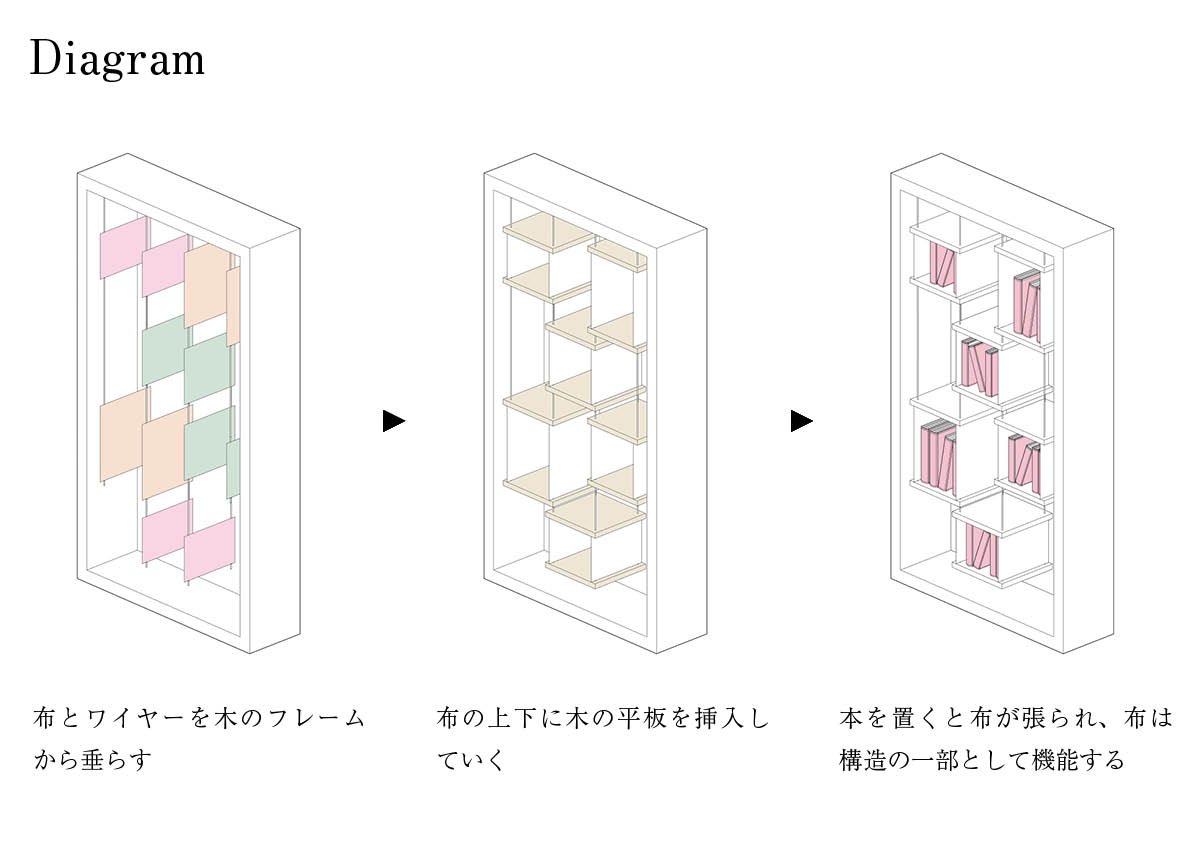 Diagram
布とワイヤーを木のフレーム
から垂らす
布の上下に木の平板を挿入し
ていく
本を置くと布が張られ、布は
構造の一部として機能する